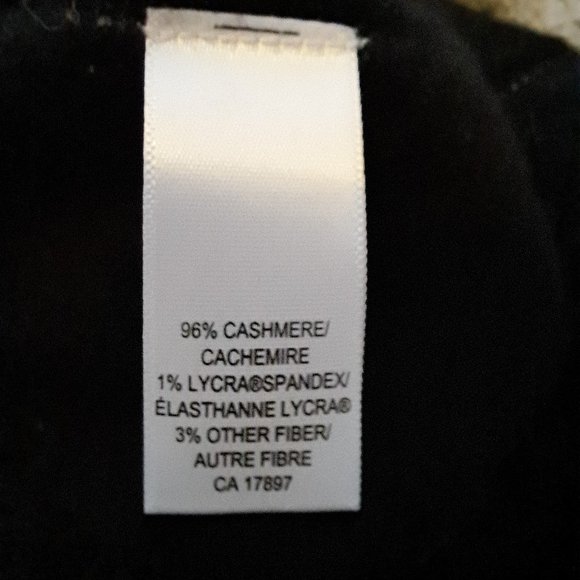 96% CASHMERE/
CACHEMIRE
1% LYCRA®SPANDEX/
ÉLASTHANNE LYCRA®
3% OTHER FIBER/
AUTRE FIBRE
CA 17897